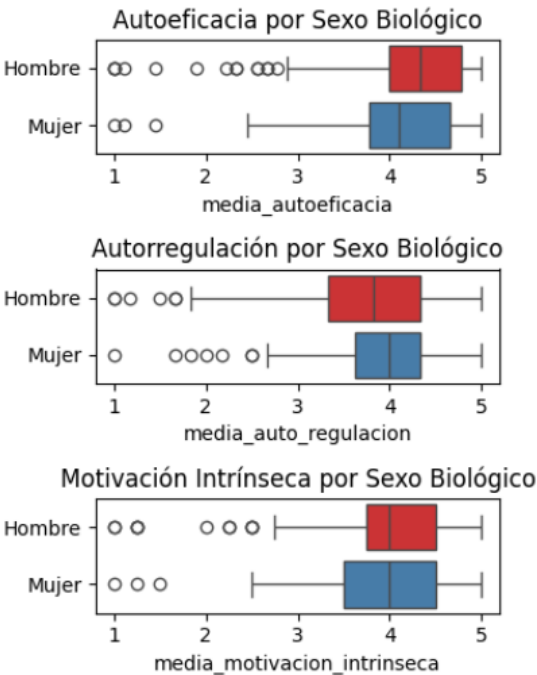 Autoeficacia por Sexo Biológico
Hombre
Mujer
1 2 3 4 5
media_autoeficacia
Autorregulación por Sexo Biológico
Hombre
Mujer
1 2 3 4 5
media_auto_regulacion
Motivación Intrínseca por Sexo Biológico
Hombre
Mujer
1 2 3 4 5
media_motivacion_intrinseca